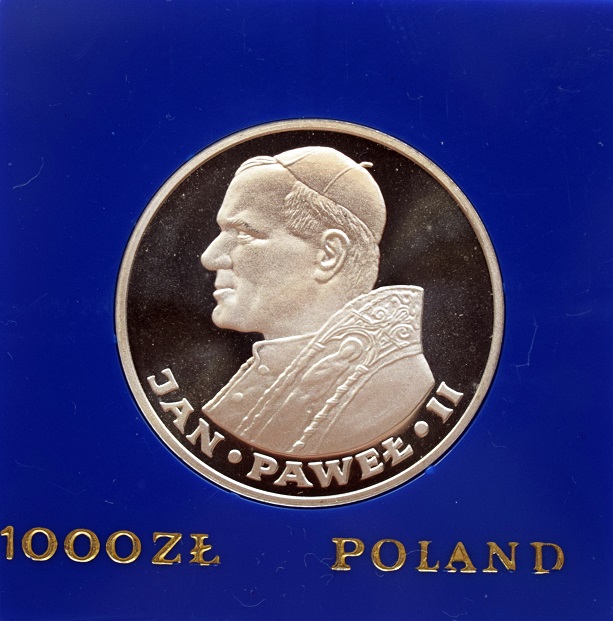 JAN • PAWEŁ • II
1000 ZŁ POLAND